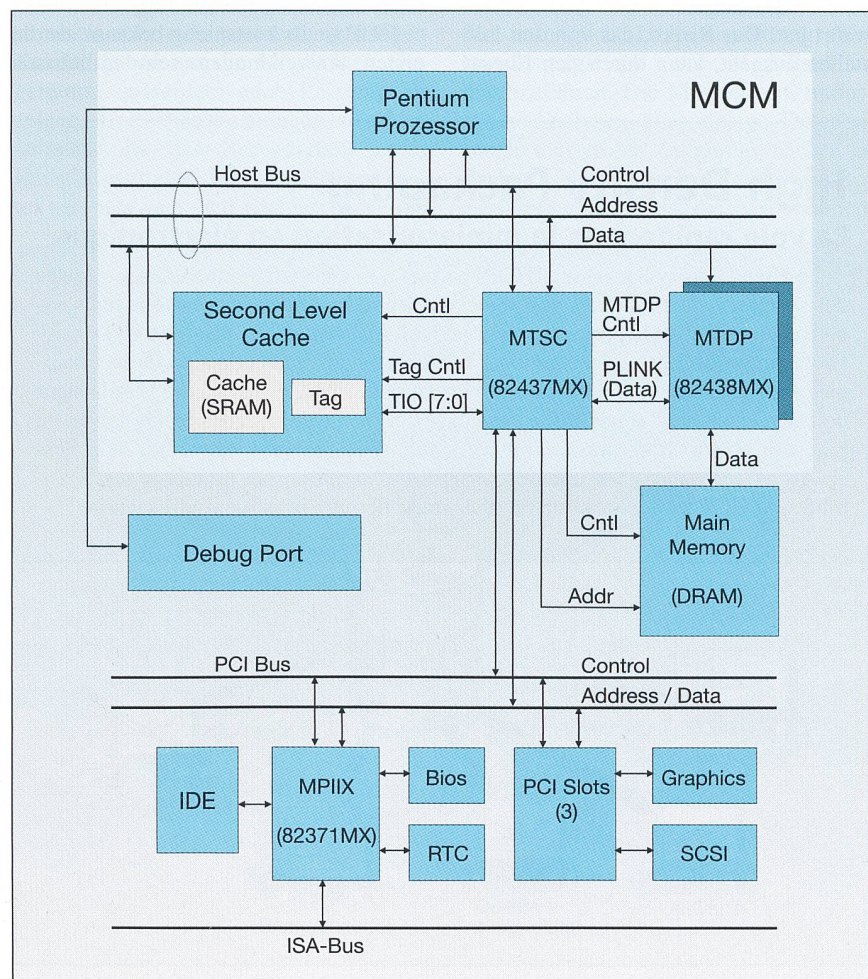 MCM
Pentium
Prozessor
Host Bus
Control
Address
Data
Second Level
Cache
Cache
(SRAM)
Tag
Cntl
Tag Cntl
TIO [7:0]
MTSC
(82437MX)
MTDP
Cntl
PLINK
(Data)
MTDP
(82438MX)
Data
Debug Port
Cntl
Addr
Main
Memory
(DRAM)
PCI Bus
Control
Address / Data
IDE
MPIIX
(82371MX)
Bios
RTC
PCI Slots
(3)
Graphics
SCSI
ISA-Bus